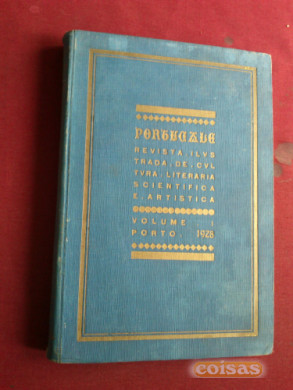 PORTVCALE
REVISTA ILVS
TRADA.DE.CVL
TVRA.LITERARIA
SCIENTIFICA
E.ARTISTICA
VOLUME I
PORTO. 1928
coisas